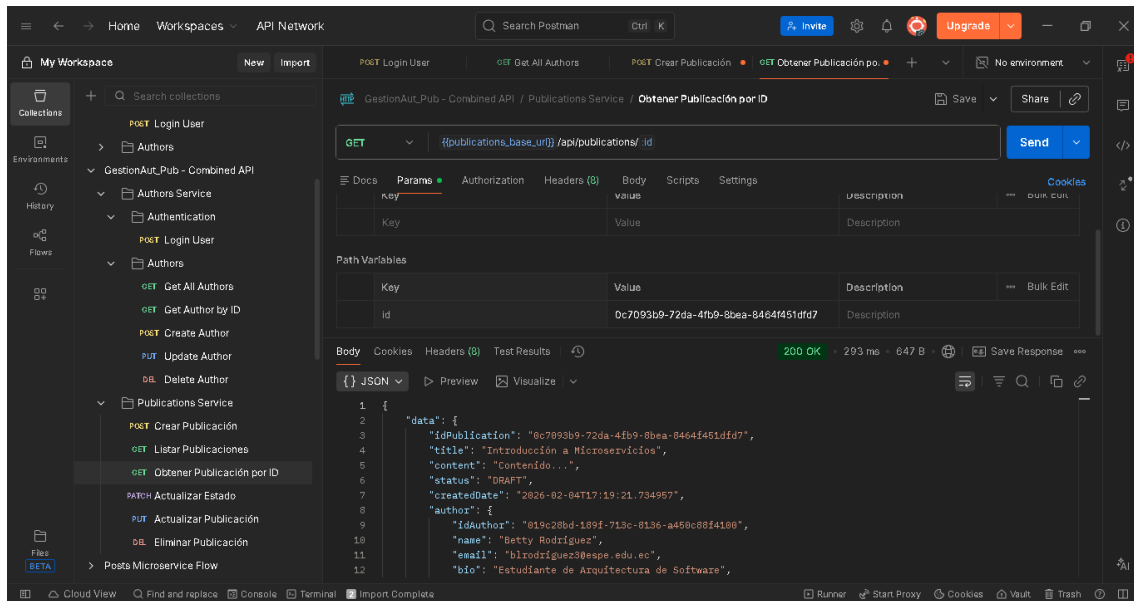 Home Workspaces API Network Search Postman Ctrl K Invite Upgrade
My Workspace New Import POST Login User GET Get All Authors POST Crear Publicación GET Obtener Publicación po. No environment
Collections
Environments
History
Flows
Files
BETA
Search collections
POST Login User
Authors
GestionAut_Pub - Combined API
Authors Service
Authentication
POST Login User
Authors
GET Get All Authors
GET Get Author by ID
POST Create Author
PUT Update Author
DEL Delete Author
Publications Service
POST Crear Publicación
GET Listar Publicaciones
GET Obtener Publicación por ID
PATCH Actualizar Estado
PUT Actualizar Publicación
DEL Eliminar Publicación
Posts Microservice Flow
HTTP GestionAut_Pub - Combined API / Publications Service / Obtener Publicación por ID Save Share
GET {{publications_base_url}} /api/publications/ :id Send
Docs Params Authorization Headers (8) Body Scripts Settings Cookies
Key Value Description Bulk Edit
Key Value Description
Path Variables
Key Value Description Bulk Edit
id 0c7093b9-72da-4fb9-8bea-8464f451dfd7 Description
Body Cookies Headers (8) Test Results 200 OK 293 ms 647 B Save Response
{} JSON Preview Visualize
1 {
2 "data": {
3 "idPublication": "0c7093b9-72da-4fb9-8bea-8464f451dfd7",
4 "title": "Introducción a Microservicios",
5 "content": "Contenido...",
6 "status": "DRAFT",
7 "createdDate": "2026-02-04T17:19:21.734957",
8 "author": {
9 "idAuthor": "019c28bd-189f-713c-8136-a450c88f4100",
10 "name": "Betty Rodriguez",
11 "email": "blrodriguez3@espe.edu.ec",
12 "bio": "Estudiante de Arquitectura de Software",
AI
Cloud View Find and replace Console Terminal 2 Import Complete Runner Start Proxy Cookies Vault Trash